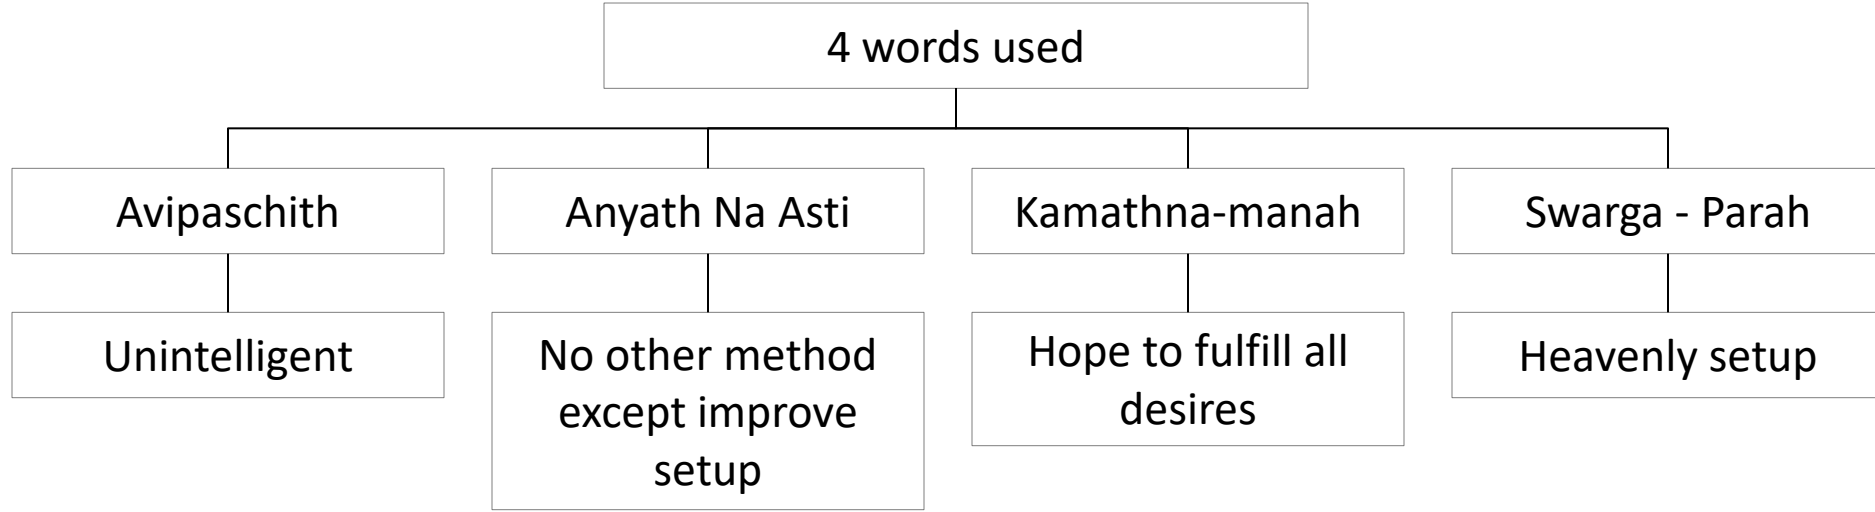 4 words used
Avipaschith
Anyath Na Asti
Kamathna-manah
Swarga - Parah
Unintelligent
No other method
except improve
setup
Hope to fulfill all
desires
Heavenly setup